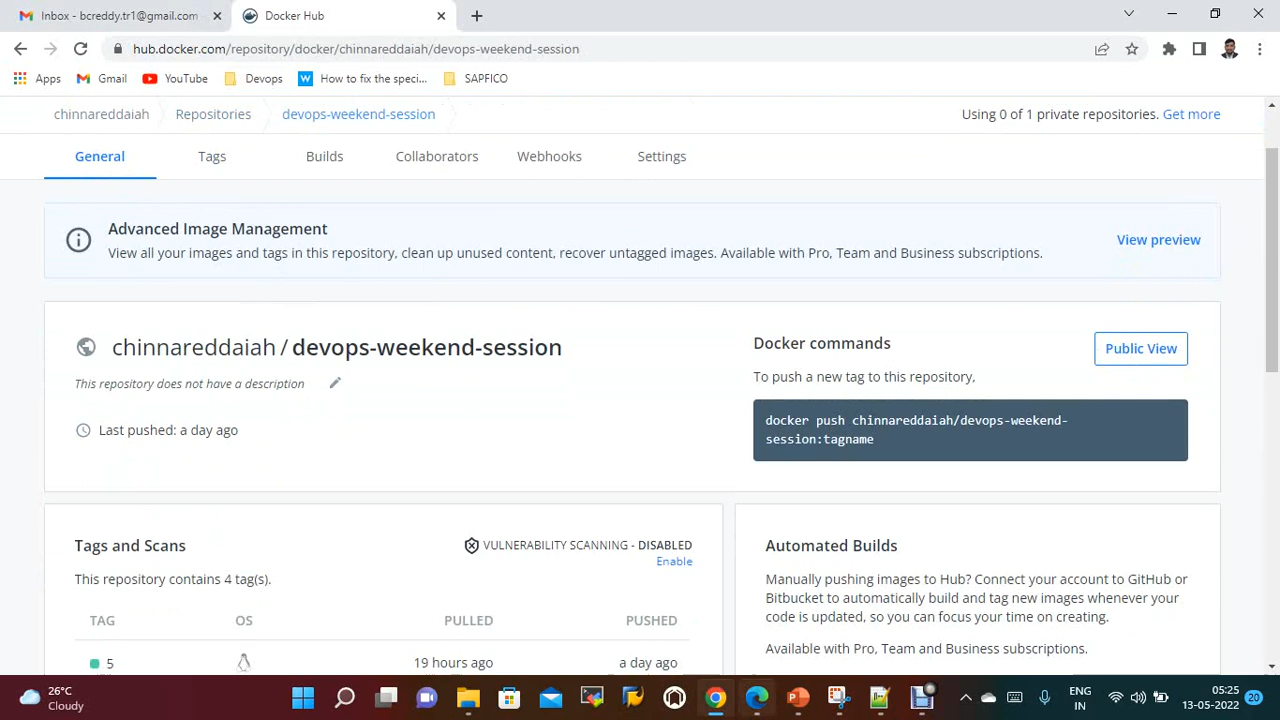 Inbox - bcreddy.tr1@gmail.com
Docker Hub
hub.docker.com/repository/docker/chinnareddaiah/devops-weekend-session
Apps
Gmail
YouTube
Devops
How to fix the speci...
SAPFICO
chinnareddaiah
Repositories
devops-weekend-session
Using 0 of 1 private repositories. Get more
General
Tags
Builds
Collaborators
Webhooks
Settings
Advanced Image Management
View all your images and tags in this repository, clean up unused content, recover untagged images. Available with Pro, Team and Business subscriptions.
View preview
chinnareddaiah / devops-weekend-session
This repository does not have a description
Last pushed: a day ago
Docker commands
Public View
To push a new tag to this repository,
docker push chinnareddaiah/devops-weekend-
session:tagname
Tags and Scans
VULNERABILITY SCANNING - DISABLED
Enable
This repository contains 4 tag(s).
TAG OS PULLED PUSHED
5 19 hours ago a day ago
Automated Builds
Manually pushing images to Hub? Connect your account to GitHub or
Bitbucket to automatically build and tag new images whenever your
code is updated, so you can focus your time on creating.
Available with Pro, Team and Business subscriptions.
26°C
Cloudy
ENG
IN
05:25
13-05-2022
20